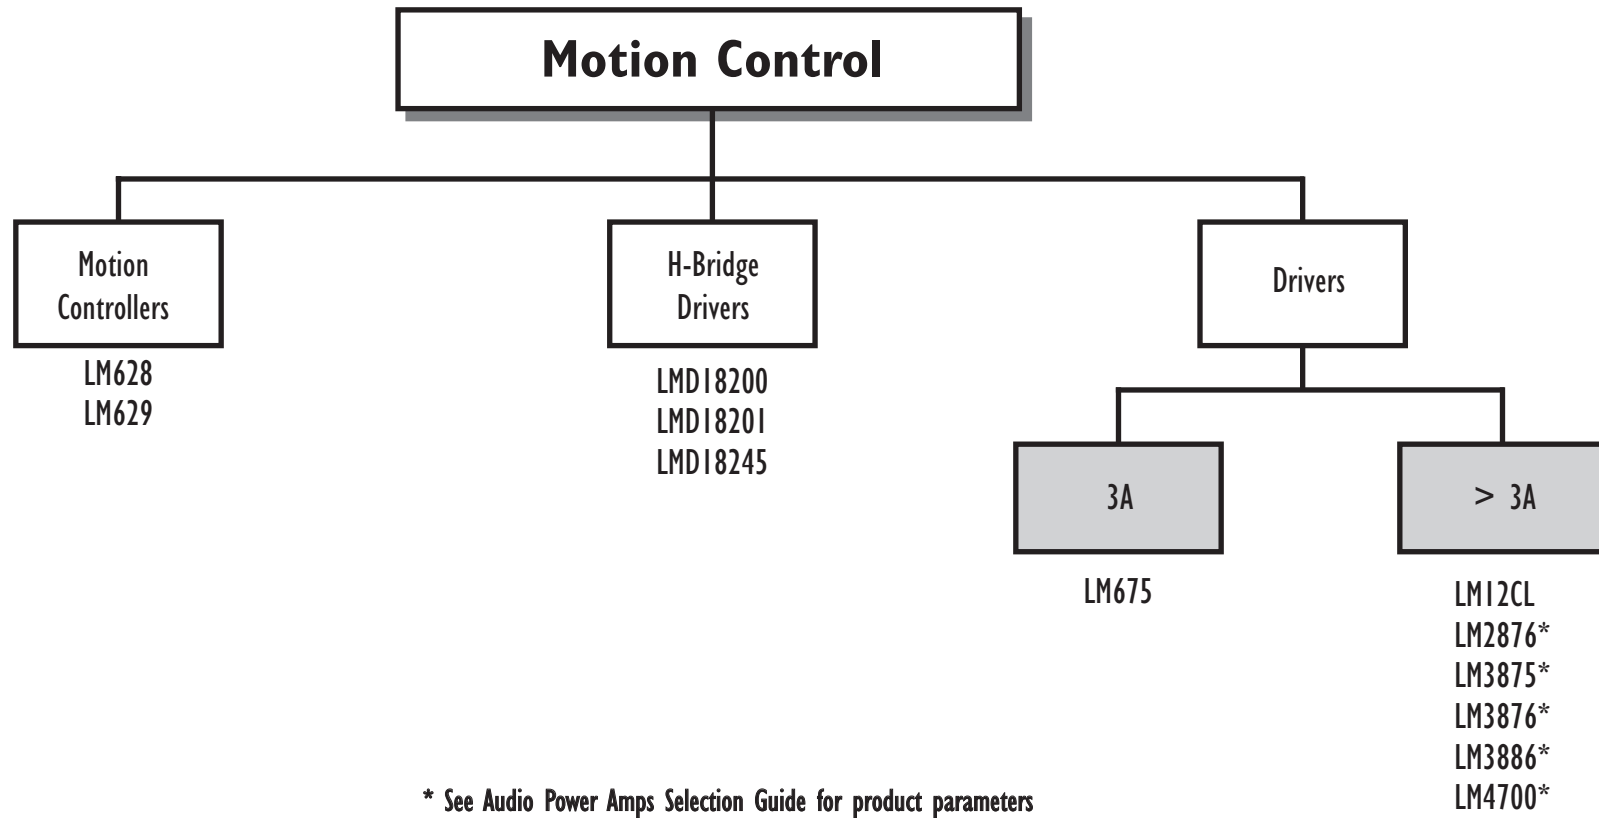 Motion Control
Motion
Controllers
LM628
LM629
H-Bridge
Drivers
LMD18200
LMD18201
LMD18245
Drivers
3A
LM675
> 3A
LM12CL
LM2876*
LM3875*
LM3876*
LM3886*
LM4700*
* See Audio Power Amps Selection Guide for product parameters